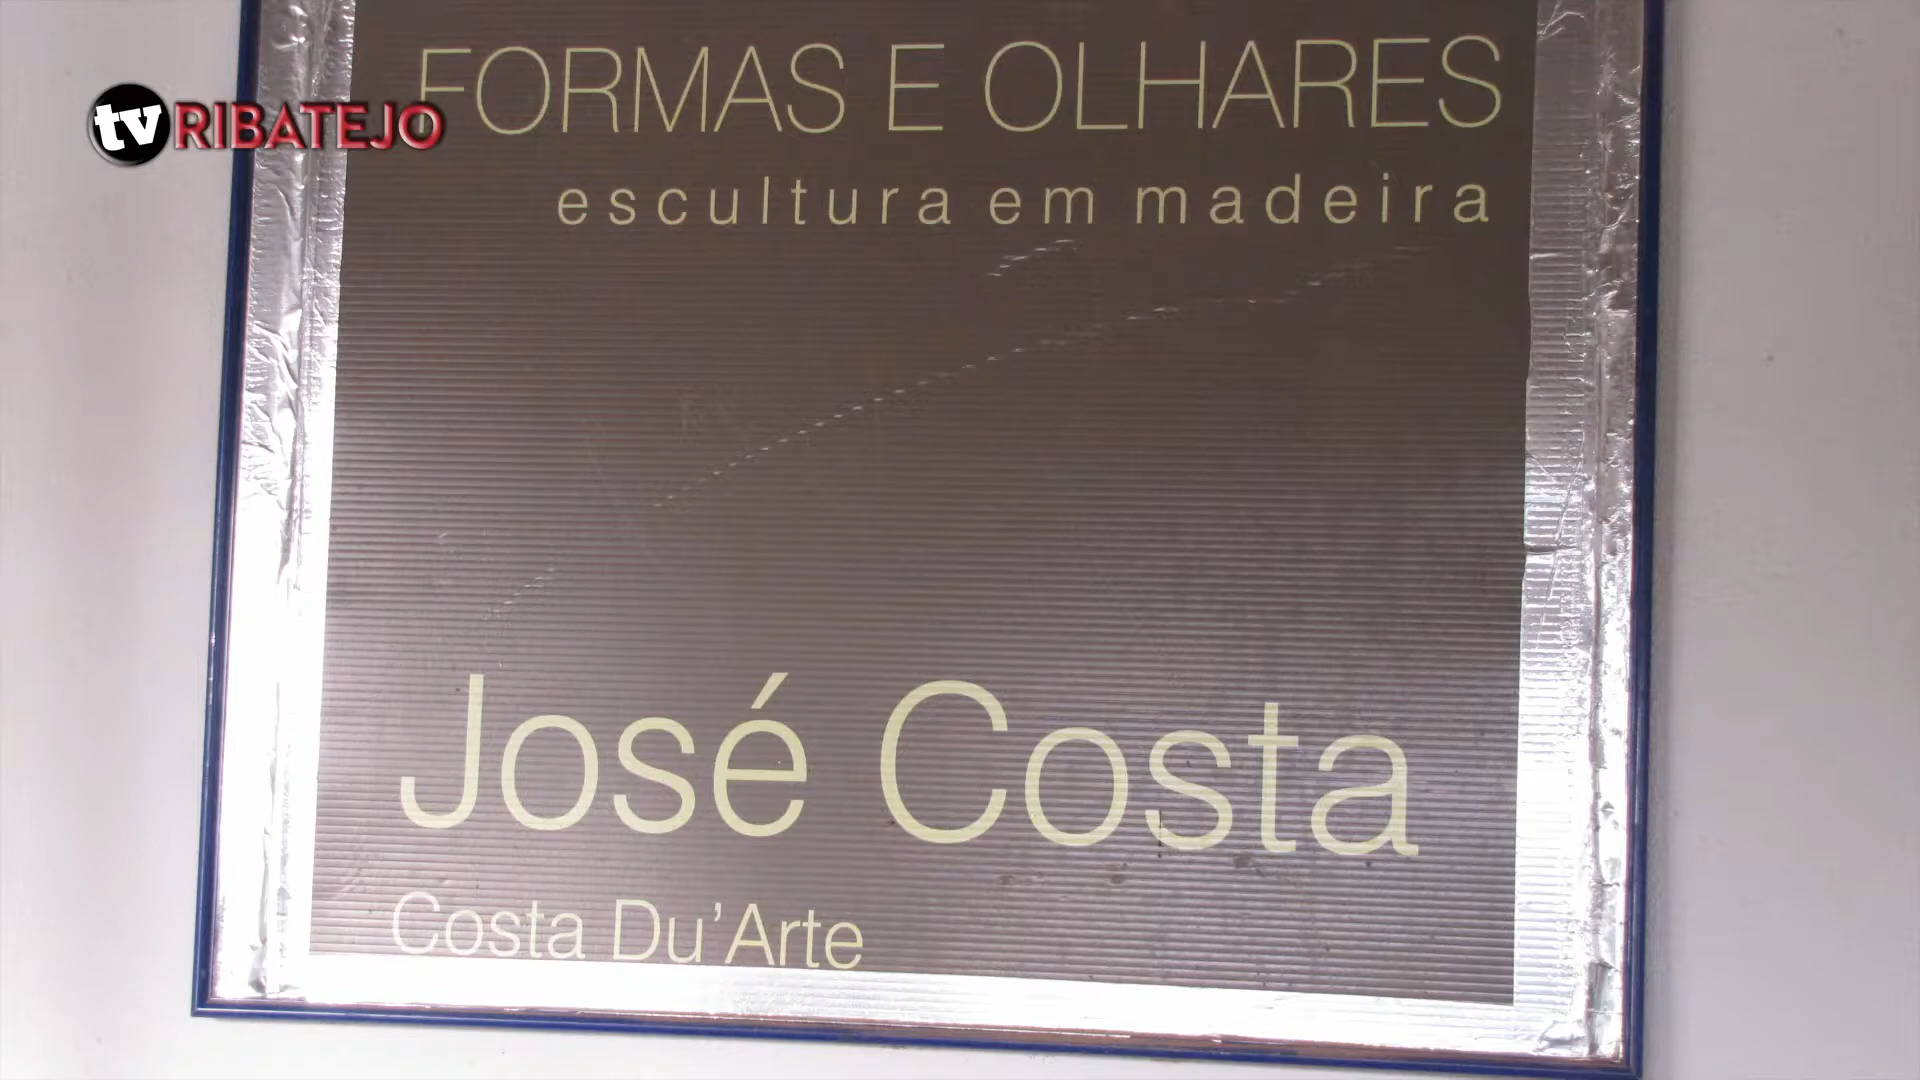 FORMAS E OLHARES
tv RIBATEJO
escultura em madeira
José Costa
Costa Du'Arte